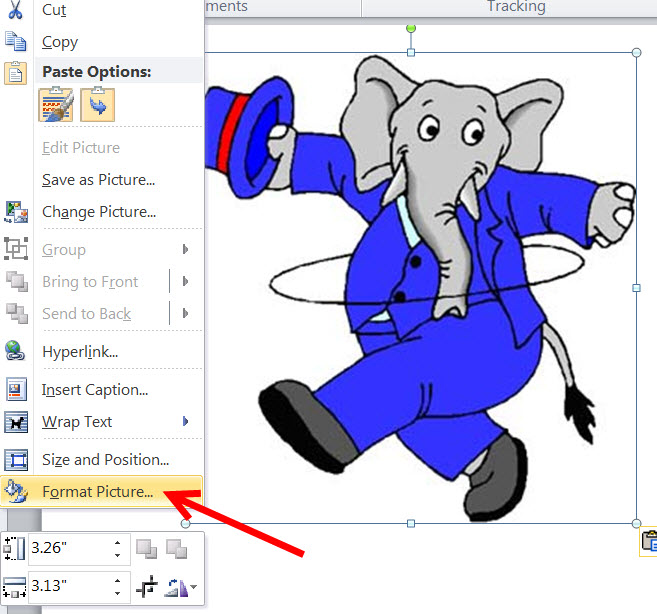 ments
Tracking
Cut
Copy
Paste Options:
Edit Picture
Save as Picture...
Change Picture...
Group
Bring to Front
Send to Back
Hyperlink...
Insert Caption...
Wrap Text
Size and Position...
Format Picture...
3.26"
3.13"